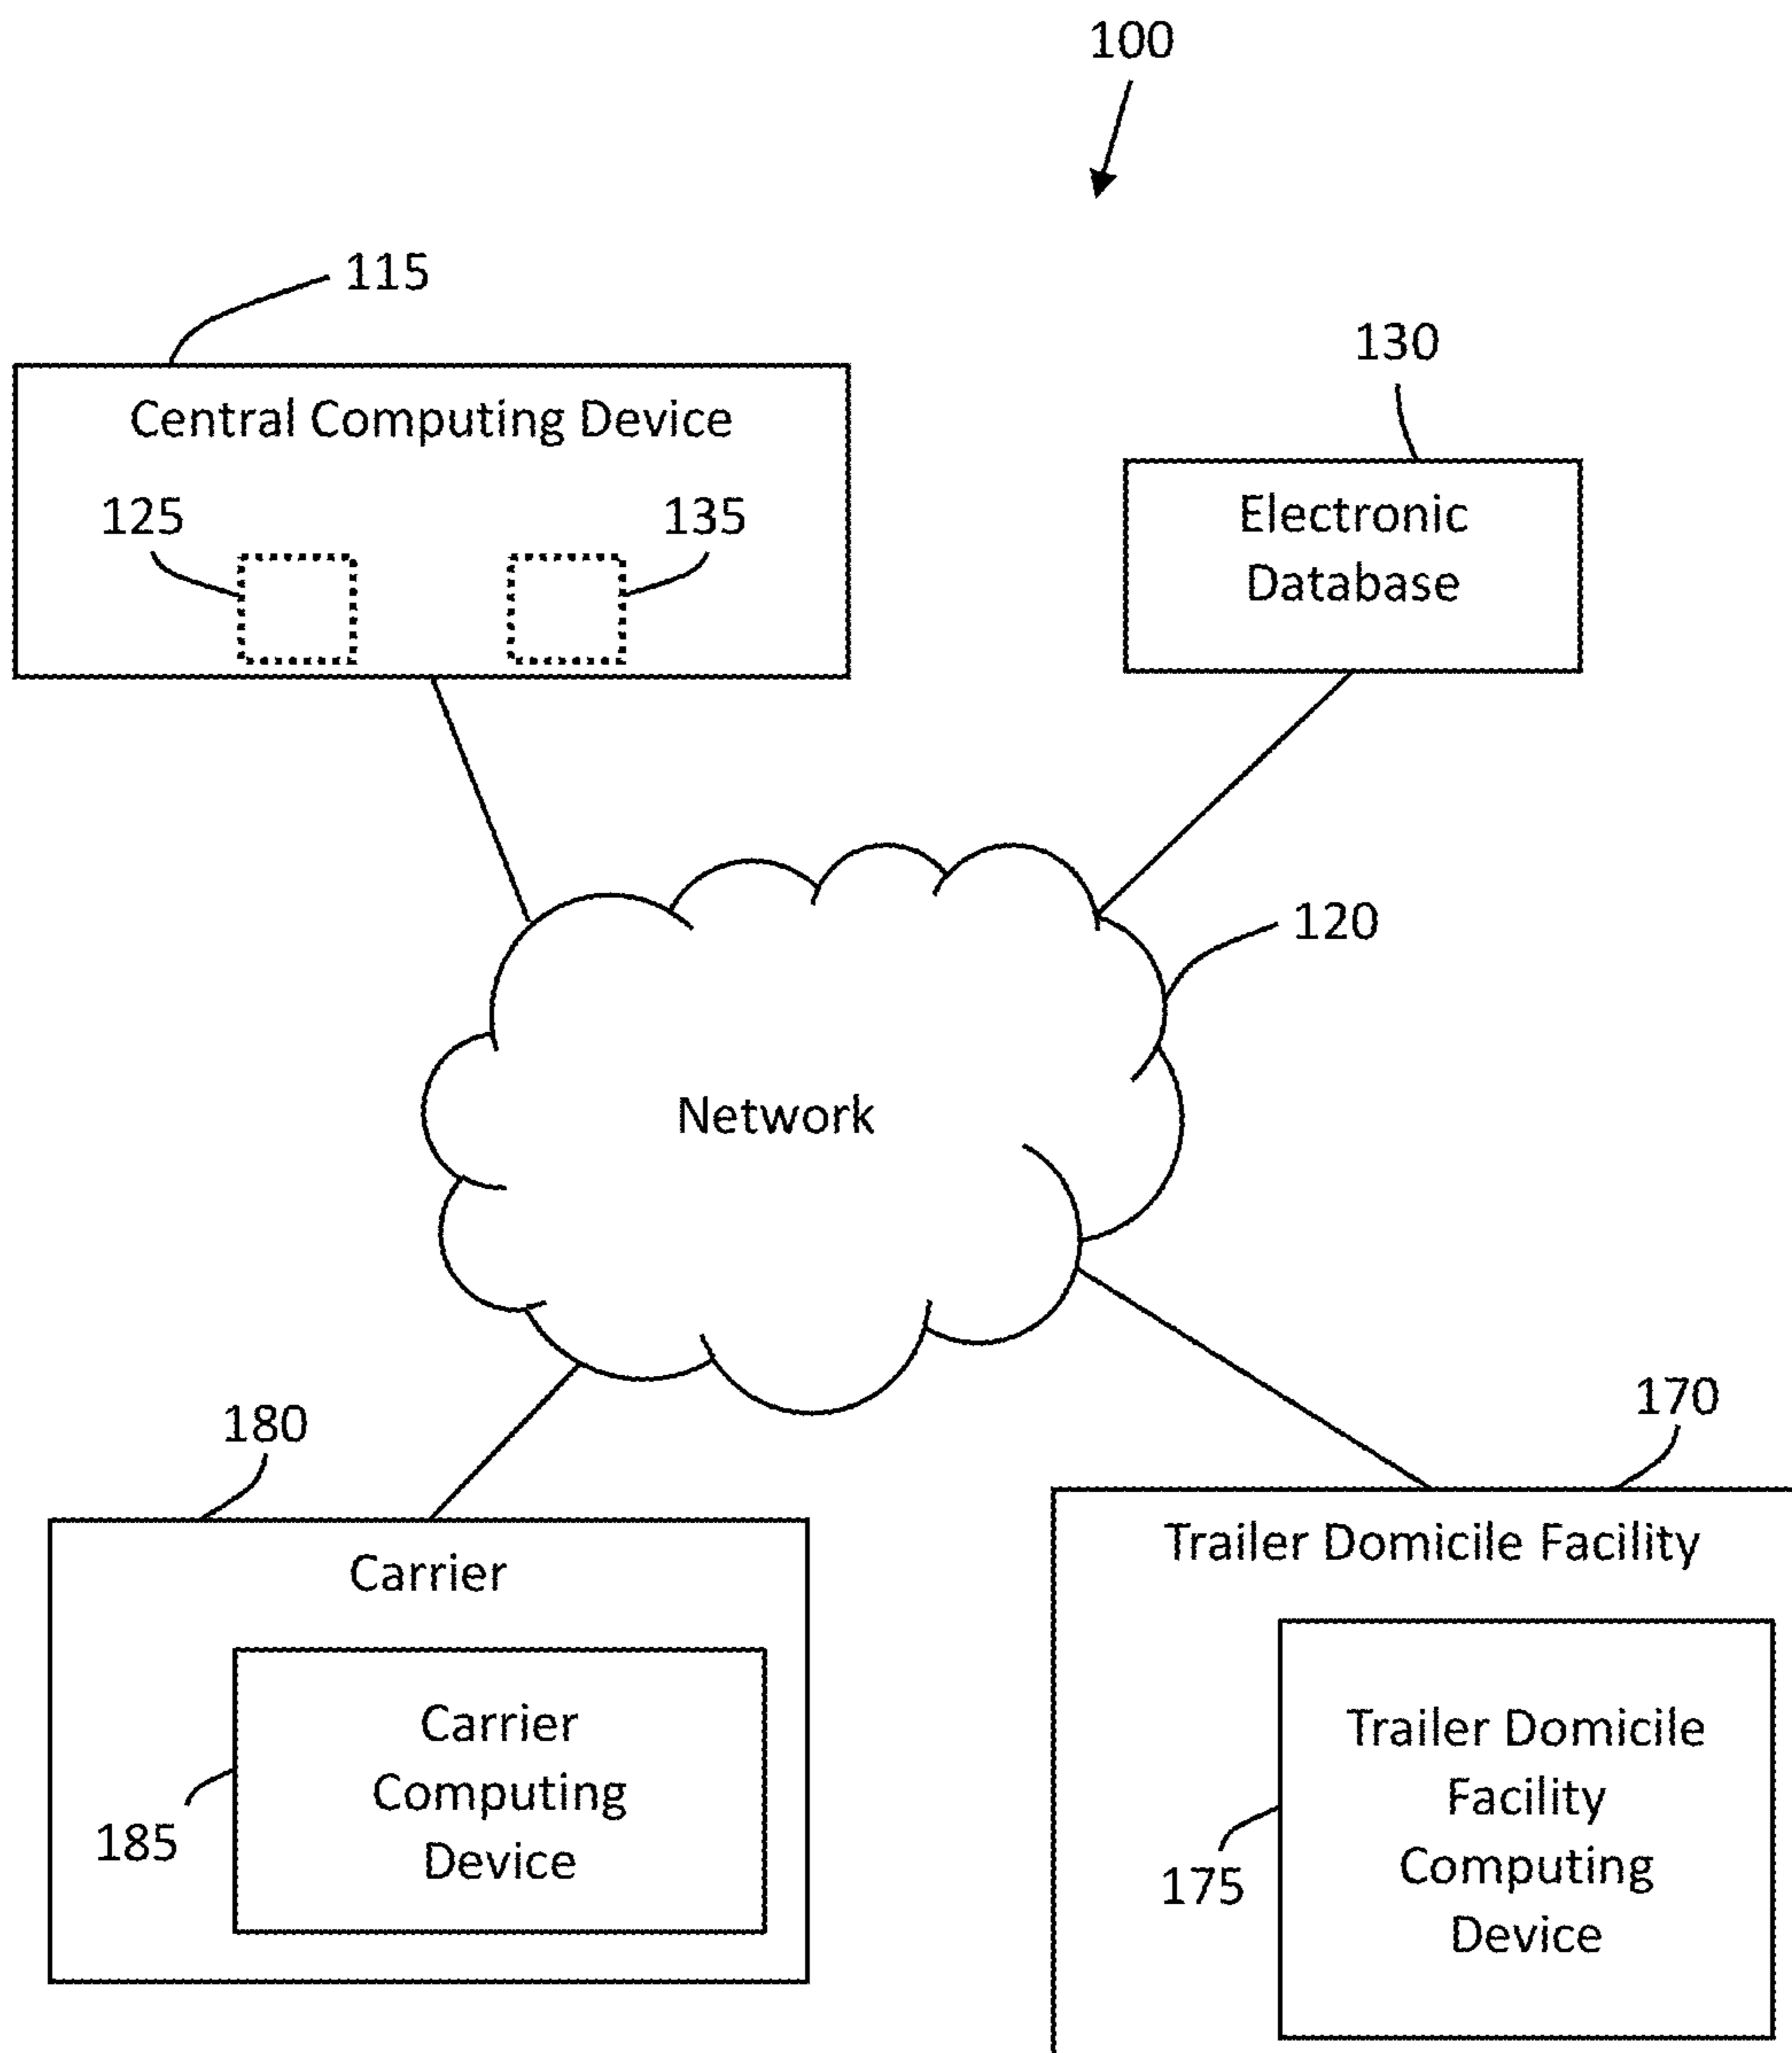 100
115
130
Central Computing Device
125
135
Electronic
Database
120
Network
180
170
Carrier
Trailer Domicile Facility
Carrier
Computing
Device
185
Trailer Domicile
Facility
Computing
Device
175